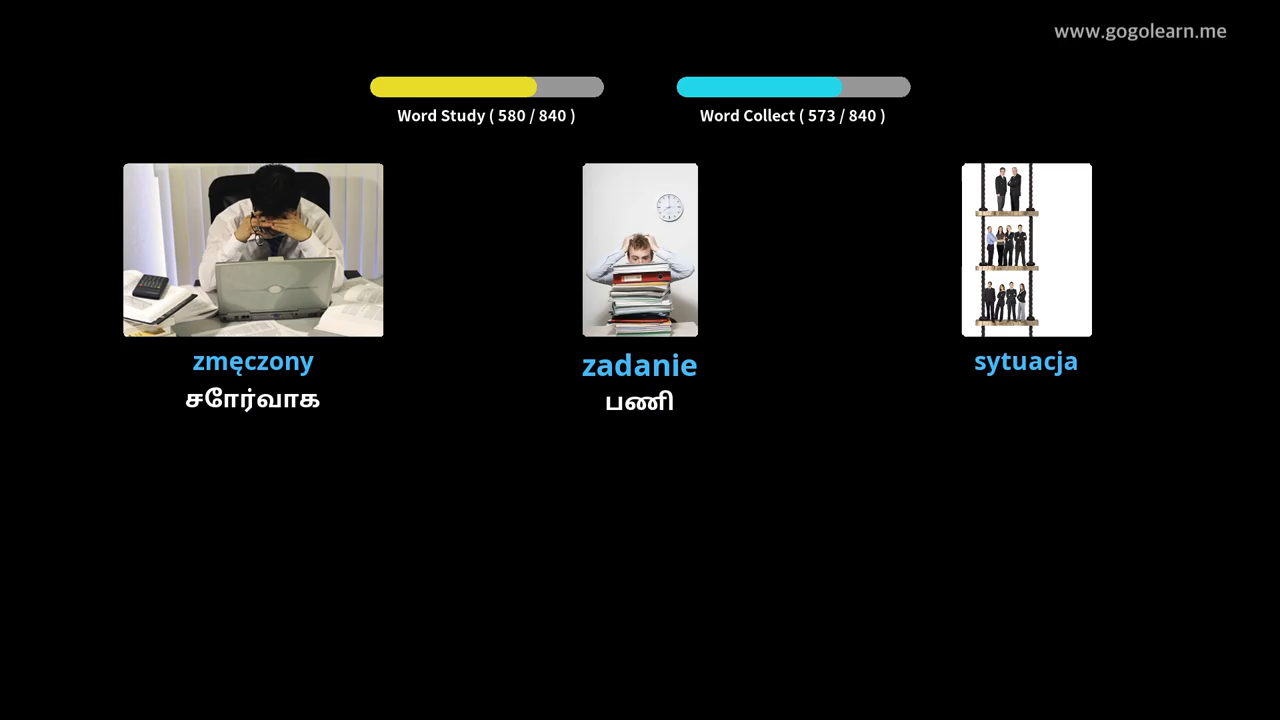 www.gogolearn.me
Word Study ( 580 / 840 )
Word Collect ( 573 / 840 )
zmęczony
சோர்வாக
zadanie
பணி
sytuacja